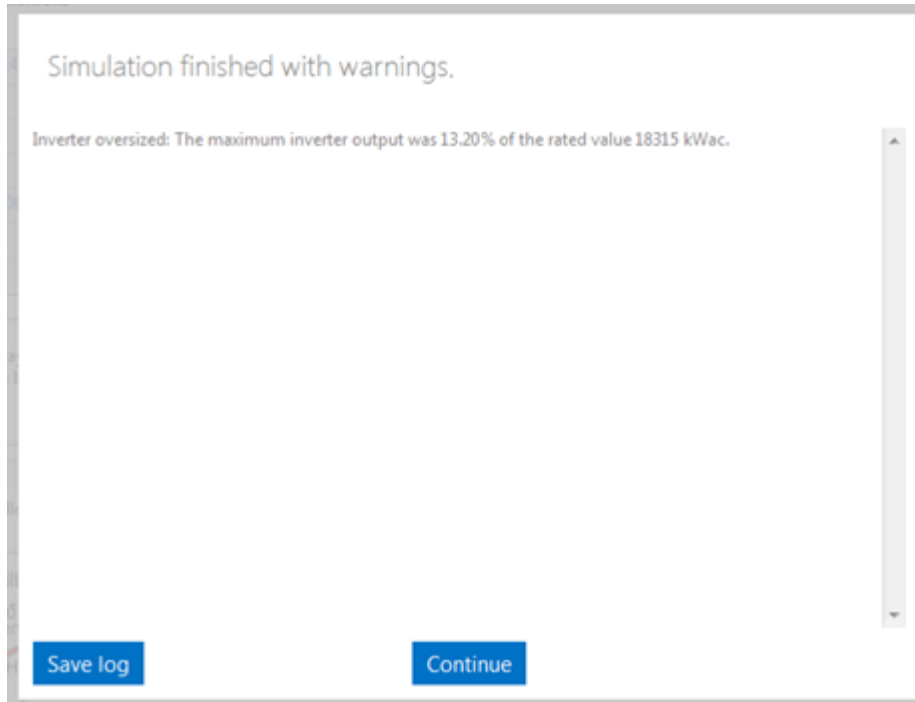 Simulation finished with warnings.
Inverter oversized: The maximum inverter output was 13.20% of the rated value 18315 kWac.
Save log
Continue